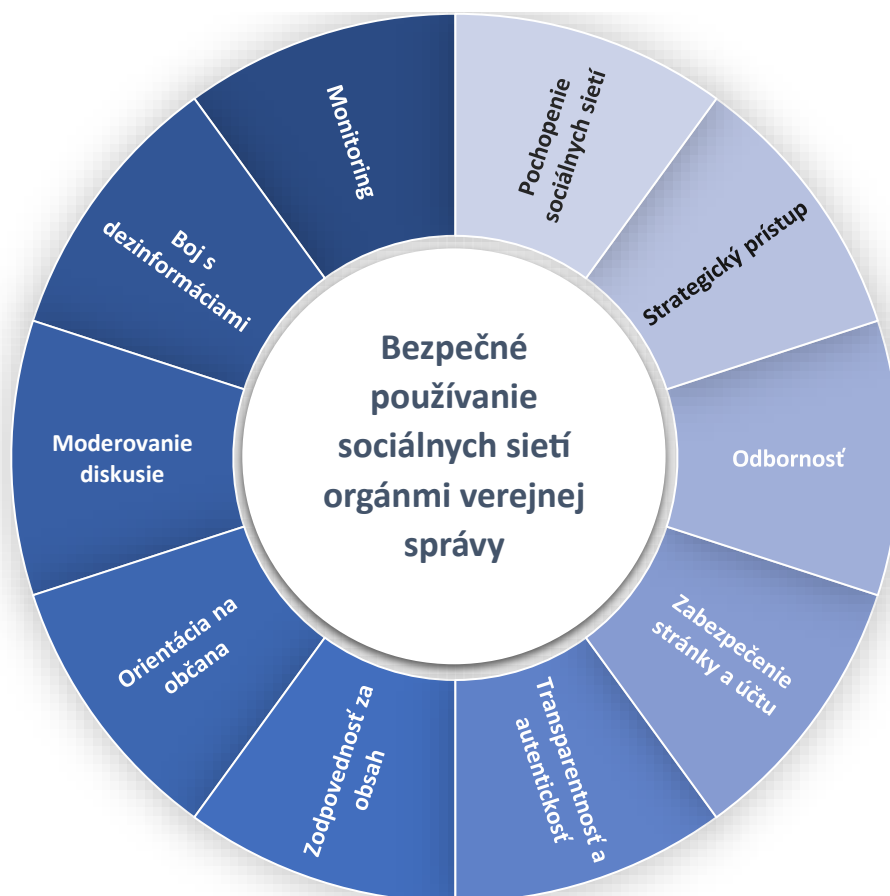 Bezpečné
používanie
sociálnych sietí
orgánmi verejnej
správy
Pochopenie
sociálnych sietí
Strategický prístup
Odbornosť
Zabezpečenie
stránky a účtu
Transparentnosť a
autentickosť
Zodpovednosť za
obsah
Orientácia na
občana
Moderovanie
diskusie
Boj s
dezinformáciami
Monitoring